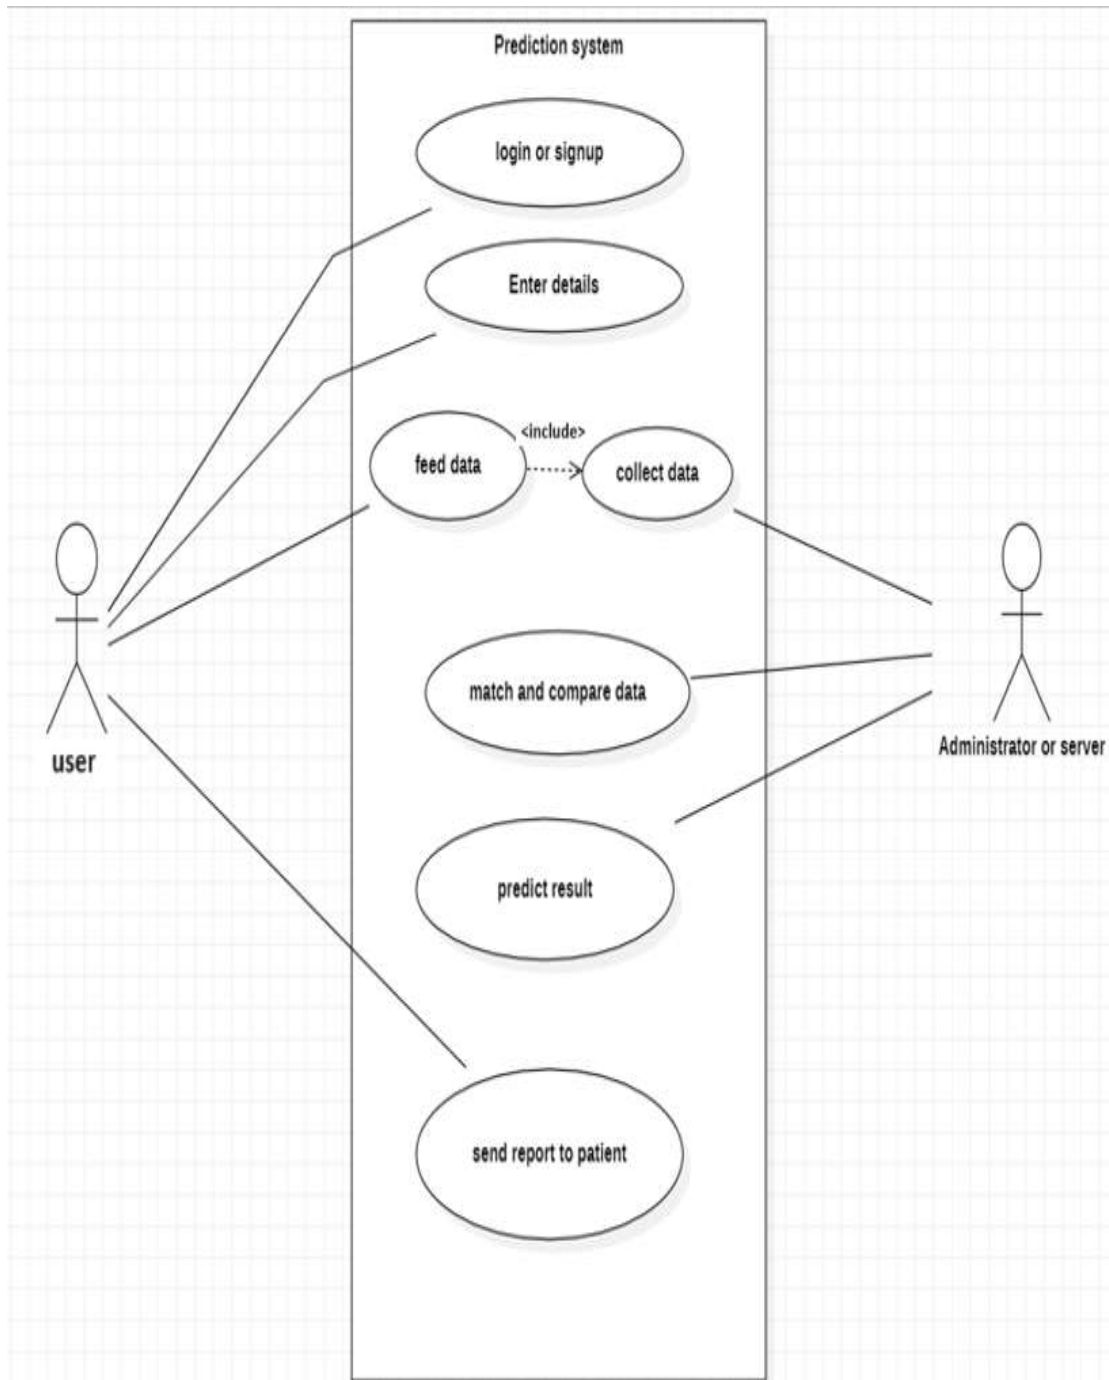 Prediction system
login or signup
Enter details
<include>
feed data
collect data
match and compare data
user
Administrator or server
predict result
send report to patient